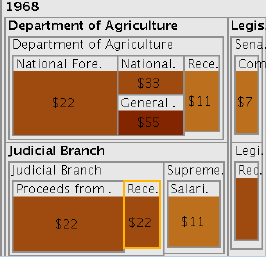 1968
Department of Agriculture
Legis
Department of Agriculture
Sena.
National Fore.
National.
Rece.
Com
$33
$22
General .
$11
$7
$55
Judicial Branch
Legi.
Judicial Branch
Supreme.
Rec.
Proceeds from .
Rece.
Salari.
$22
$22
$11